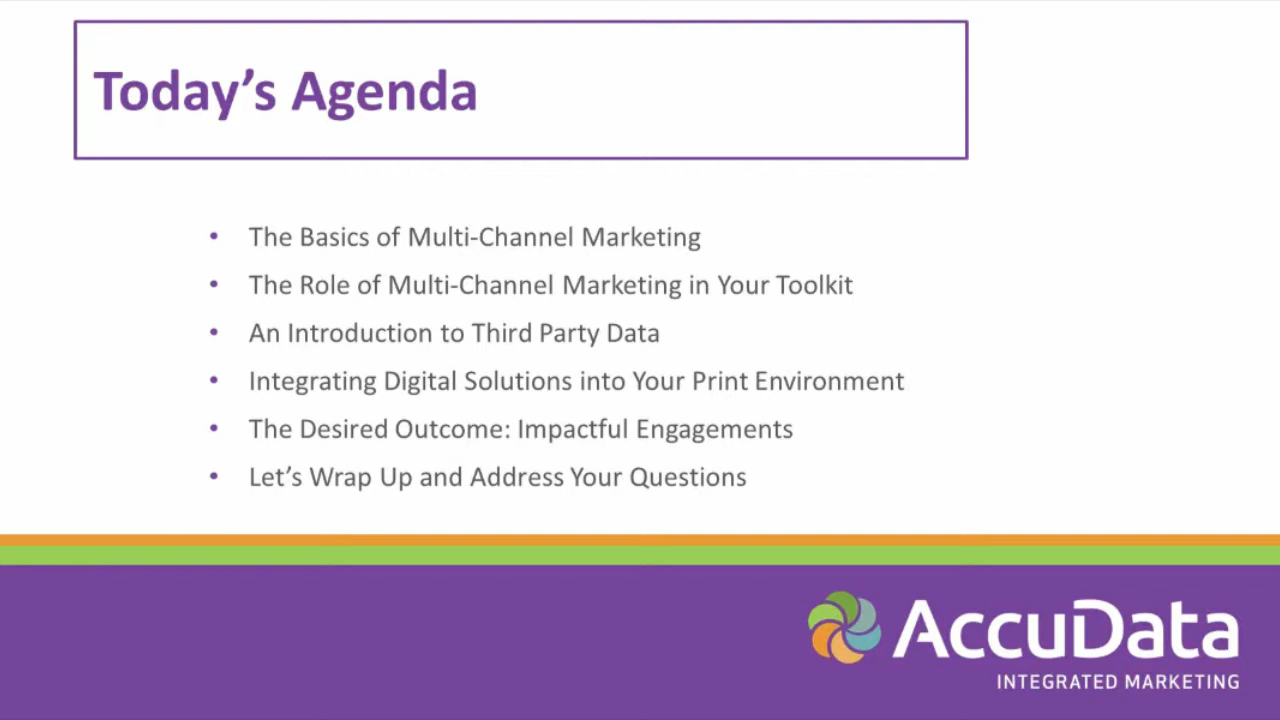 Today’s Agenda
• The Basics of Multi-Channel Marketing
• The Role of Multi-Channel Marketing in Your Toolkit
• An Introduction to Third Party Data
• Integrating Digital Solutions into Your Print Environment
• The Desired Outcome: Impactful Engagements
• Let’s Wrap Up and Address Your Questions
AccuData
INTEGRATED MARKETING